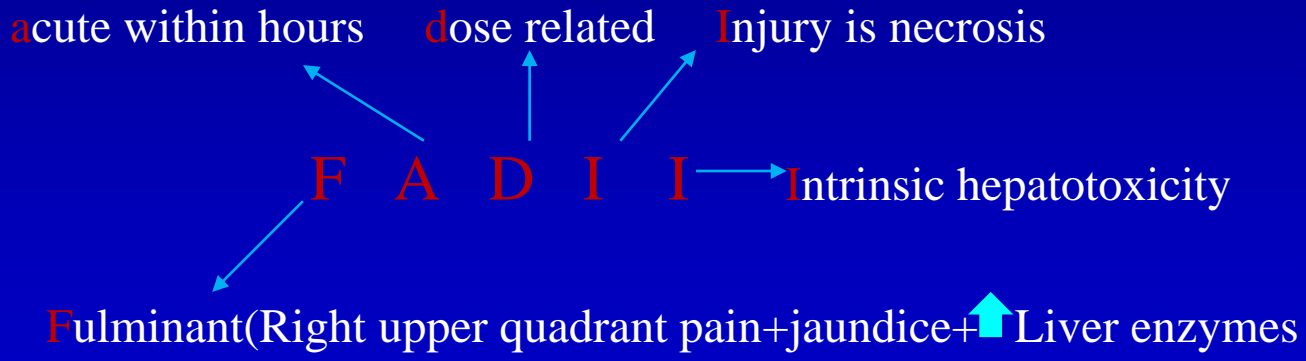 acute within hours dose related Injury is necrosis
F A D I I Intrinsic hepatotoxicity
Fulminant(Right upper quadrant pain+jaundice+ Liver enzymes